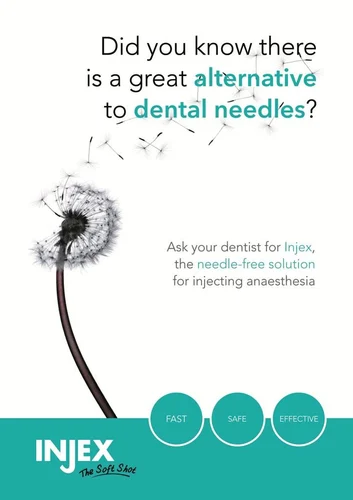 Did you know there
is a great alternative
to dental needles?
Ask your dentist for Injex,
the needle-free solution
for injecting anaesthesia
FAST
SAFE
EFFECTIVE
INJEX
The Soft Shot